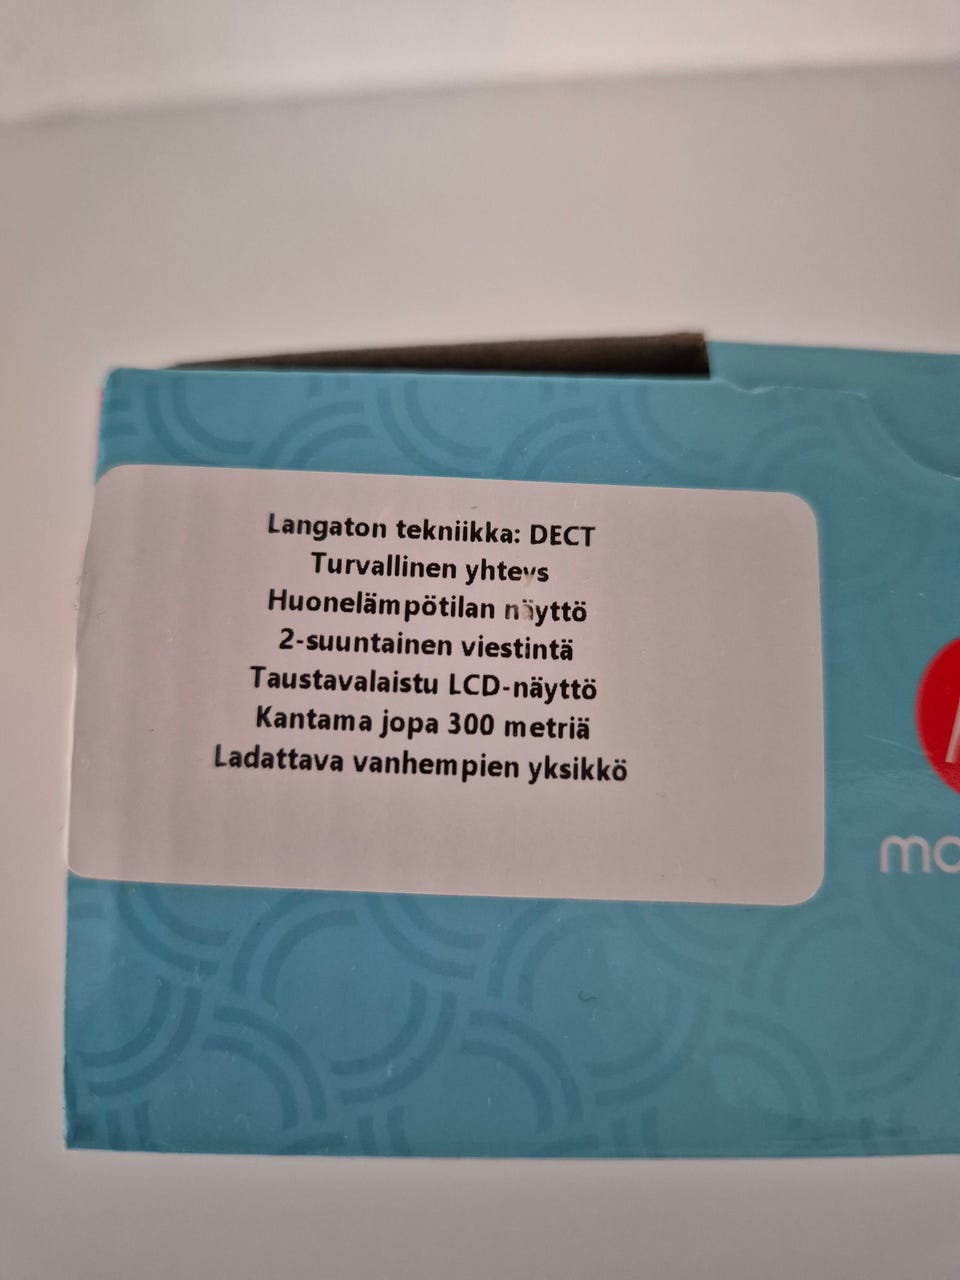 Langaton tekniikka: DECT
Turvallinen yhteys
Huonelämpötilan näyttö
2-suuntainen viestintä
Taustavalaistu LCD-näyttö
Kantama jopa 300 metriä
Ladattava vanhempien yksikkö